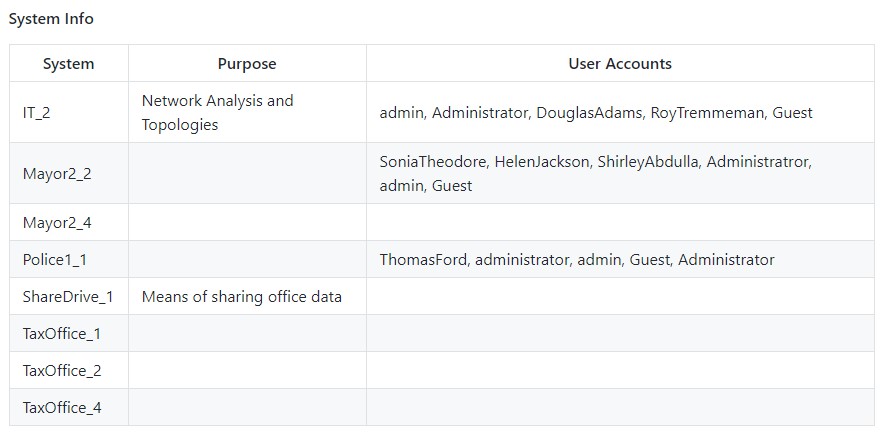 System Info
System Purpose User Accounts
IT_2 Network Analysis and
Topologies admin, Administrator, DouglasAdams, RoyTremmeman, Guest
Mayor2_2 SoniaTheodore, HelenJackson, ShirleyAbdulla, Administratror,
admin, Guest
Mayor2_4
Police1_1 ThomasFord, administrator, admin, Guest, Administrator
ShareDrive_1 Means of sharing office data
TaxOffice_1
TaxOffice_2
TaxOffice_4